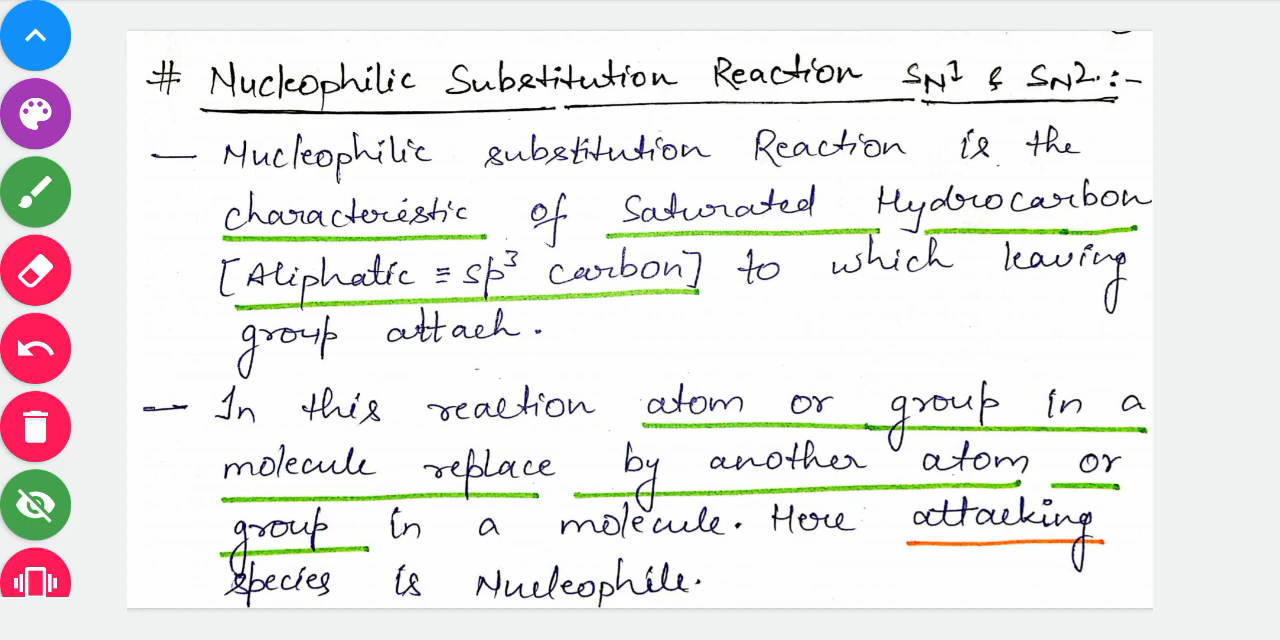 # Nucleophilic Substitution Reaction SN1 & SN2.:-
— Nucleophilic substitution Reaction is the
characteristic of Saturated Hydrocarbon
[Aliphatic ≡ sp³ carbon] to which leaving
group attach.
— In this reaction atom or group in a
molecule replace by another atom or
group in a molecule. Here attacking
species is Nucleophile.